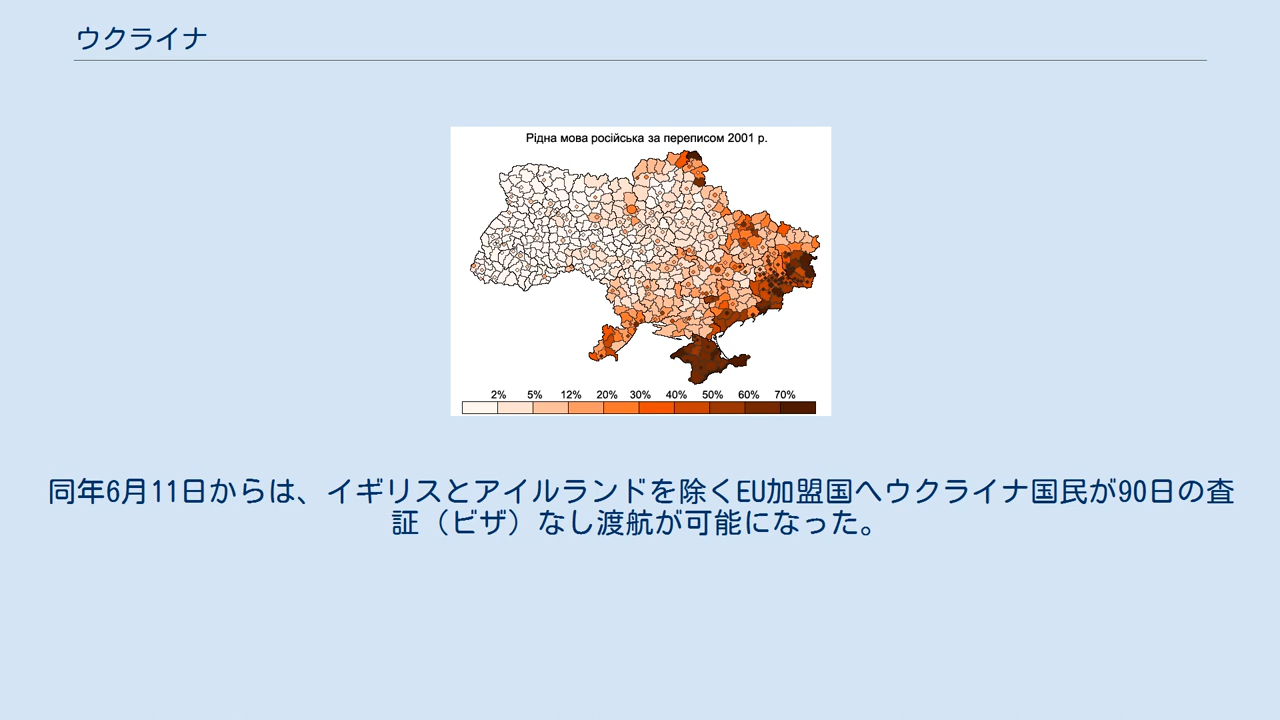 ウクライナ
Рідна мова російська за переписом 2001 р.
2% 5% 12% 20% 30% 40% 50% 60% 70%
同年6月11日からは、イギリスとアイルランドを除くEU加盟国へウクライナ国民が90日の査
証（ビザ）なし渡航が可能になった。